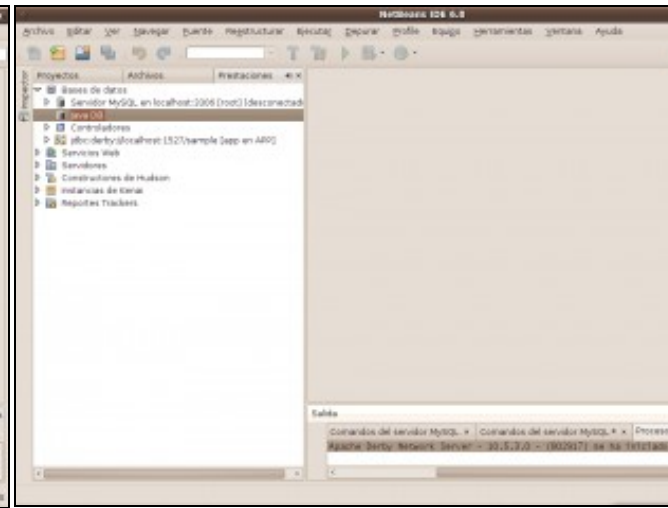 NetBeans IDE 6.8
Archivo Editar Ver Navegar Fuente Reestructurar Ejecutar Depurar Profile Equipo Herramientas Ventana Ayuda
Proyectos Archivos Prestaciones
Bases de datos
Servidor MySQL en localhost:3306 [root] [desconectad
Java DB
Controladores
jdbc:derby://localhost:1527/sample [app en APP]
Servicios Web
Servidores
Constructores de Hudson
Instancias de Kenai
Reportes Trackers
Salida
Comandos del servidor MySQL Comandos del servidor MySQL Proceso
Apache Derby Network Server - 10.5.3.0 - (802917) se ha iniciado